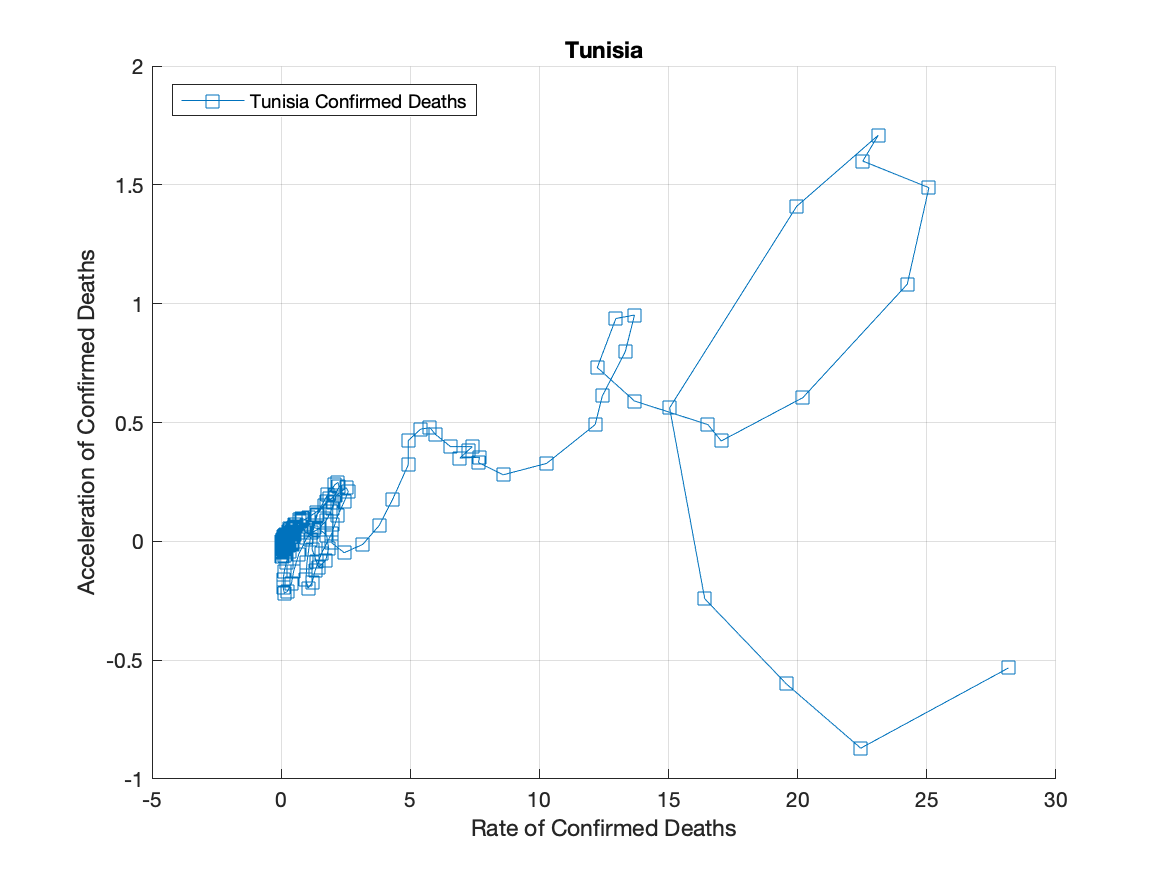 Tunisia
2
Tunisia Confirmed Deaths
1.5
1
0.5
0
-0.5
-1
Acceleration of Confirmed Deaths
-5 0 5 10 15 20 25 30
Rate of Confirmed Deaths